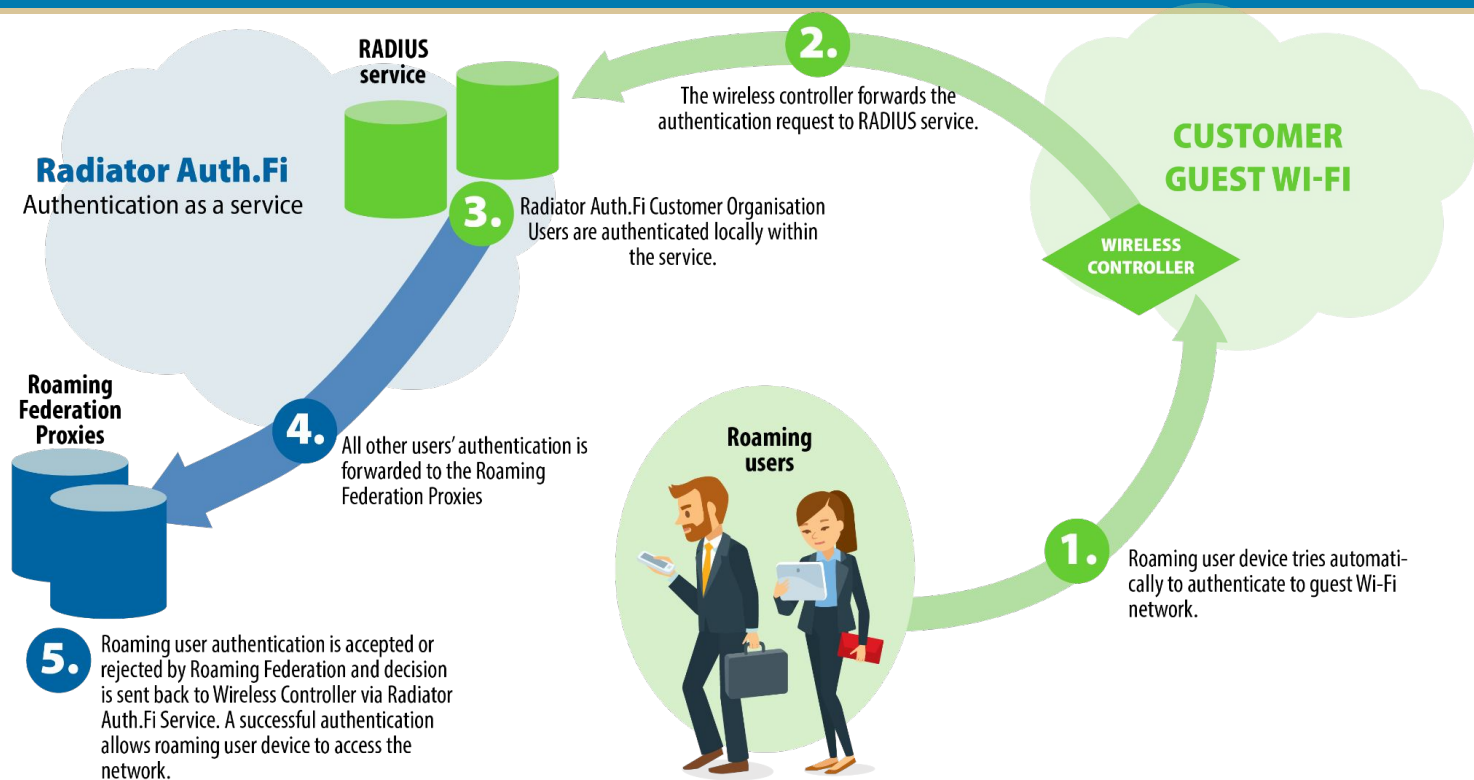 RADIUS
service
2.
The wireless controller forwards the
authentication request to RADIUS service.
CUSTOMER
GUEST WI-FI
Radiator Auth.Fi
Authentication as a service
3.
Radiator Auth.Fi Customer Organisation
Users are authenticated locally within
the service.
WIRELESS
CONTROLLER
Roaming
Federation
Proxies
4.
All other users’ authentication is
forwarded to the Roaming
Federation Proxies
Roaming
users
1.
Roaming user device tries automati-
cally to authenticate to guest Wi-Fi
network.
5.
Roaming user authentication is accepted or
rejected by Roaming Federation and decision
is sent back to Wireless Controller via Radiator
Auth.Fi Service. A successful authentication
allows roaming user device to access the
network.